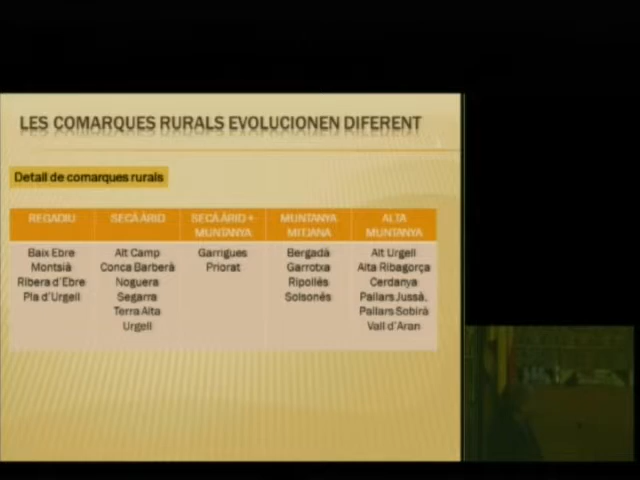 LES COMARQUES RURALS EVOLUCIONEN DIFERENT
Detall de comarques rurals
REGADIU
SECÀ ÀRID
SECÀ ÀRID + MUNTANYA
MUNTANYA MITJANA
ALTA MUNTANYA
Baix Ebre
Montsià
Ribera d'Ebre
Pla d'Urgell
Alt Camp
Conca Barberà
Noguera
Segarra
Terra Alta
Urgell
Garrigues
Priorat
Bergadà
Garrotxa
Ripollès
Solsonès
Alt Urgell
Alta Ribagorça
Cerdanya
Pallars Jussà.
Pallars Sobirà
Vall d'Aran